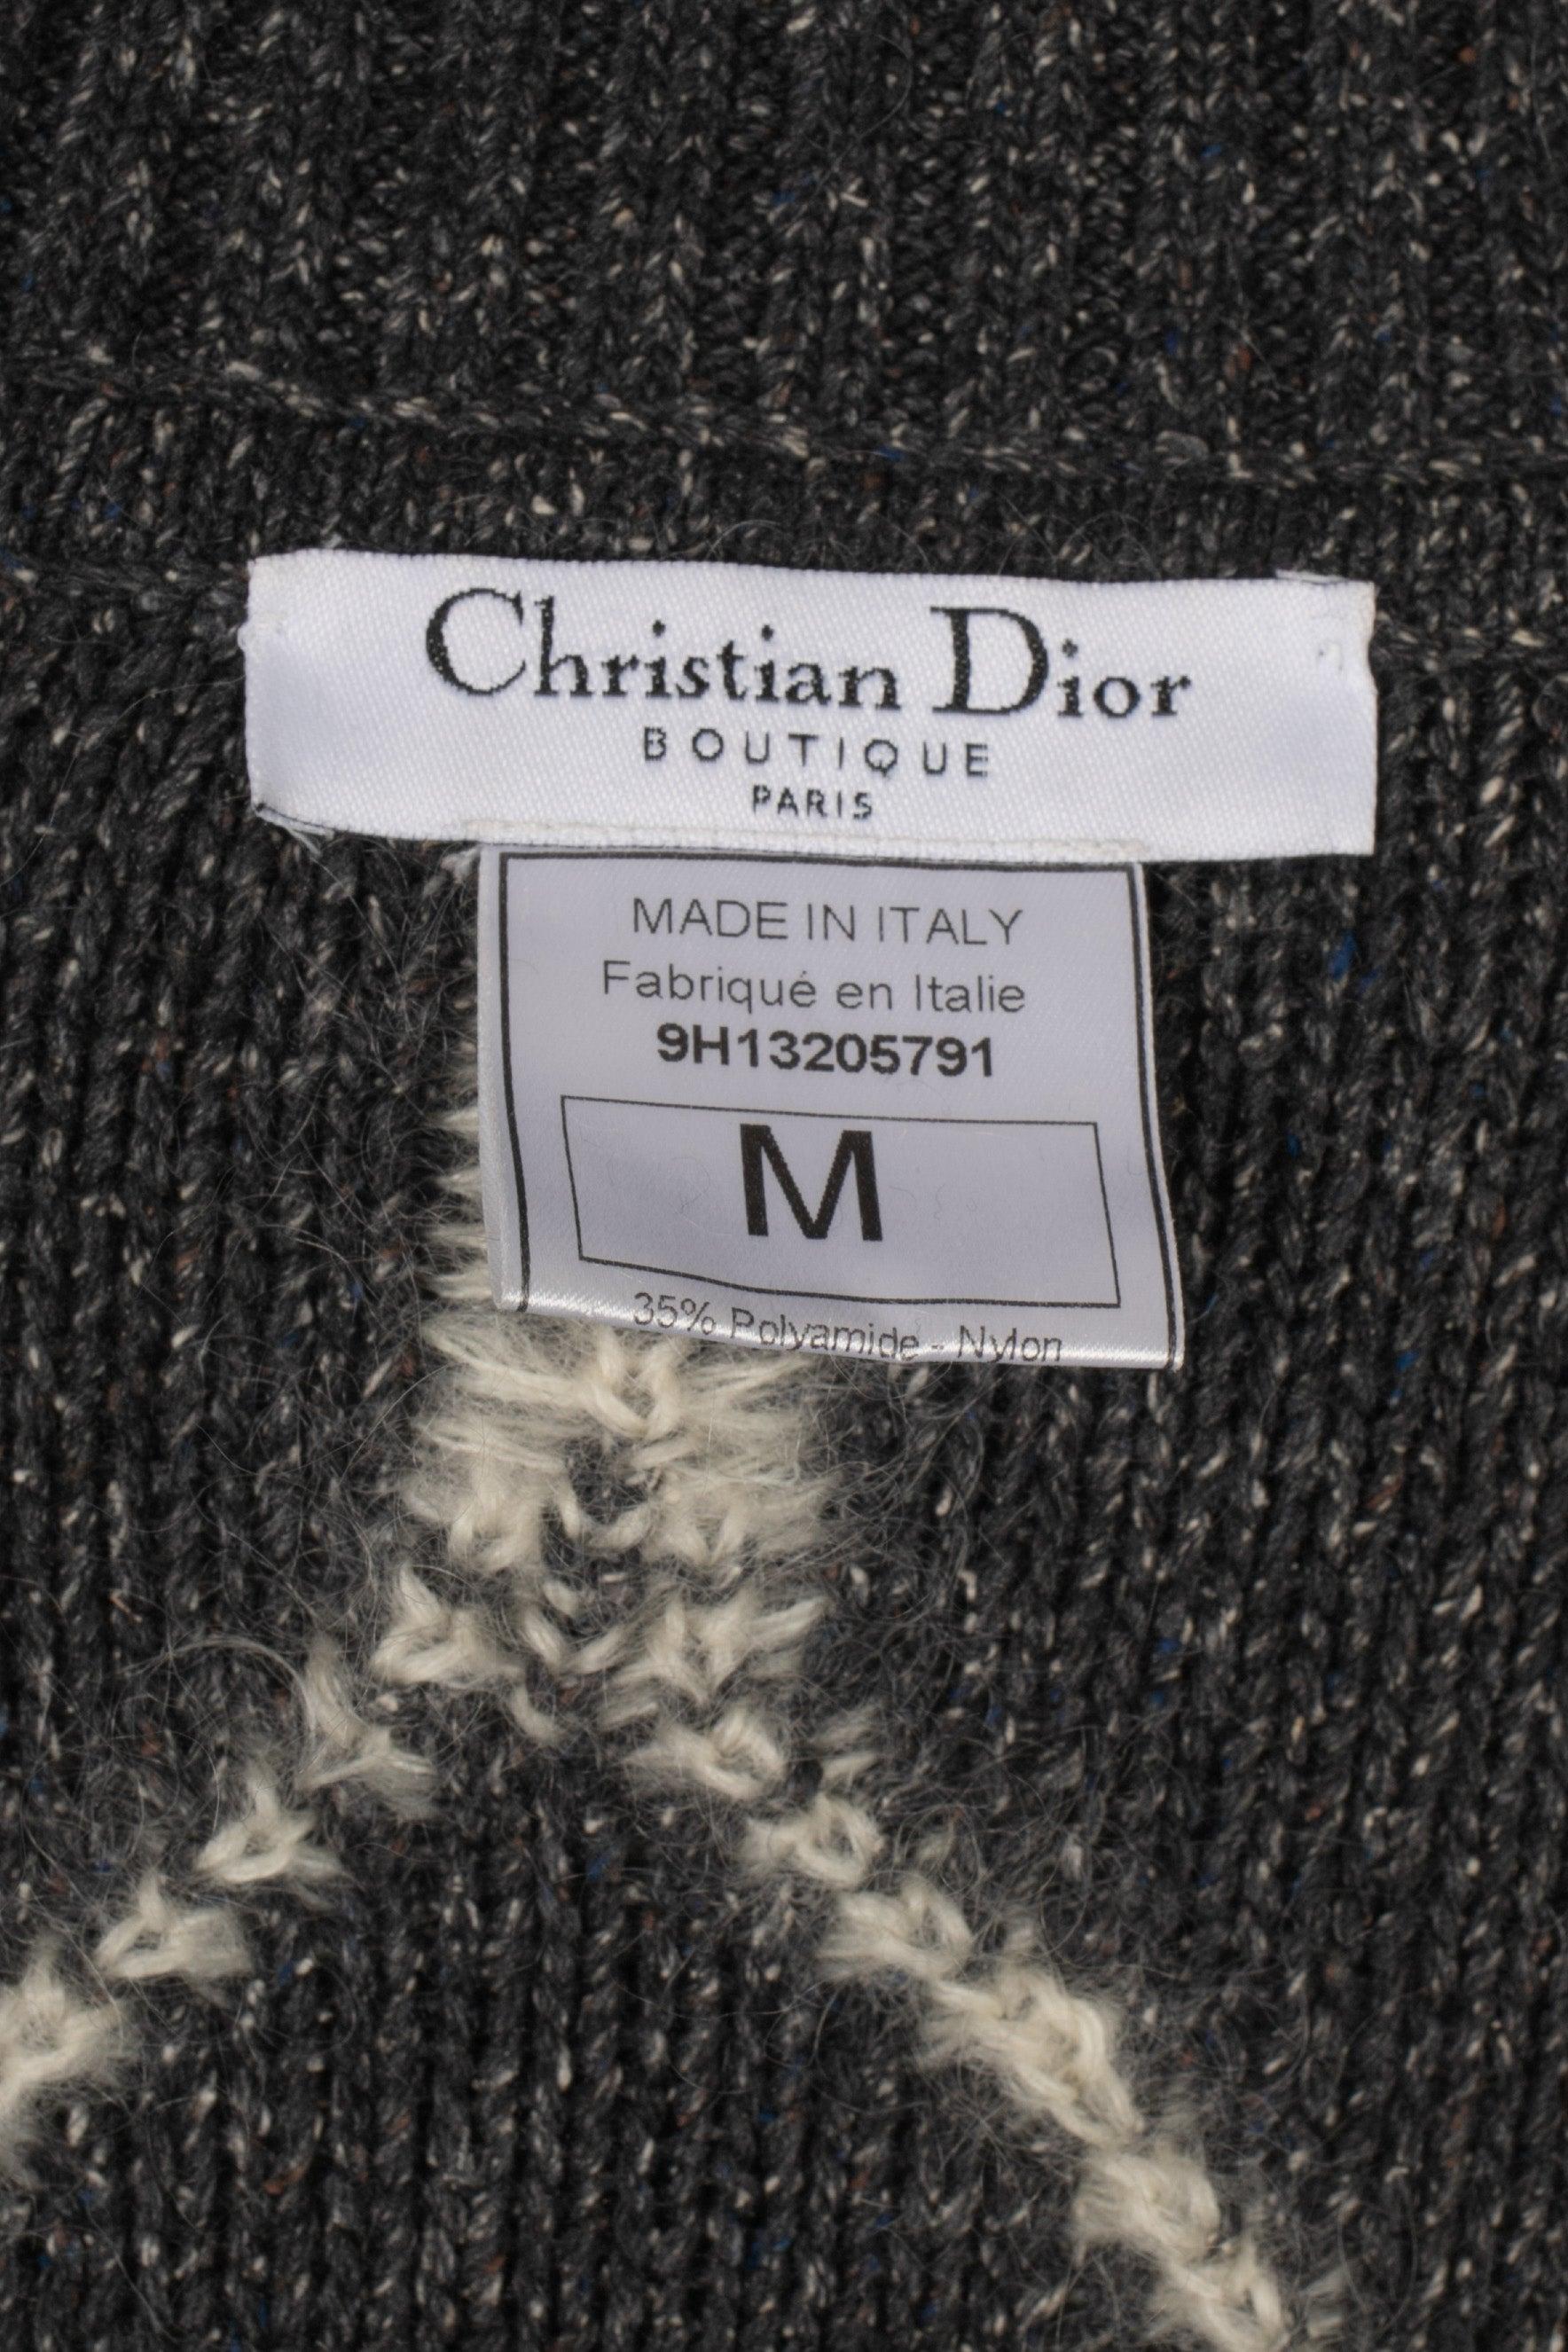 Christian Dior
BOUTIQUE
PARIS
MADE IN ITALY
Fabriqué en Italie
9H13205791
M
35% Polyamide - Nylon